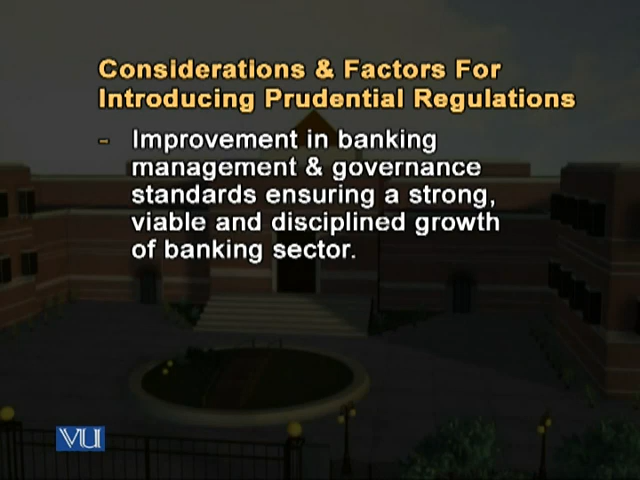 Considerations & Factors For
Introducing Prudential Regulations
- Improvement in banking
management & governance
standards ensuring a strong,
viable and disciplined growth
of banking sector.
VU